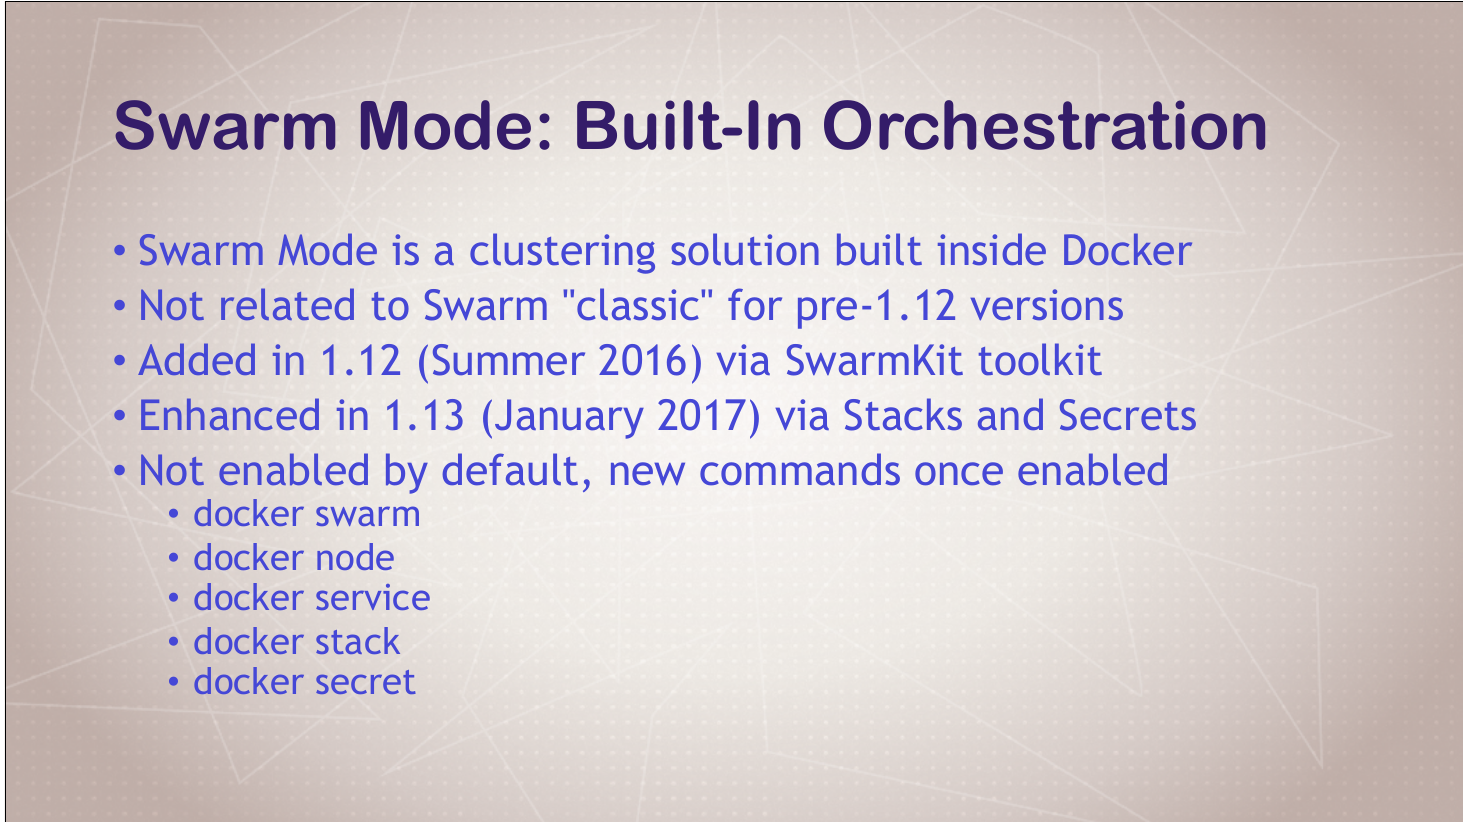 Swarm Mode: Built-In Orchestration
• Swarm Mode is a clustering solution built inside Docker
• Not related to Swarm "classic" for pre-1.12 versions
• Added in 1.12 (Summer 2016) via SwarmKit toolkit
• Enhanced in 1.13 (January 2017) via Stacks and Secrets
• Not enabled by default, new commands once enabled
• docker swarm
• docker node
• docker service
• docker stack
• docker secret